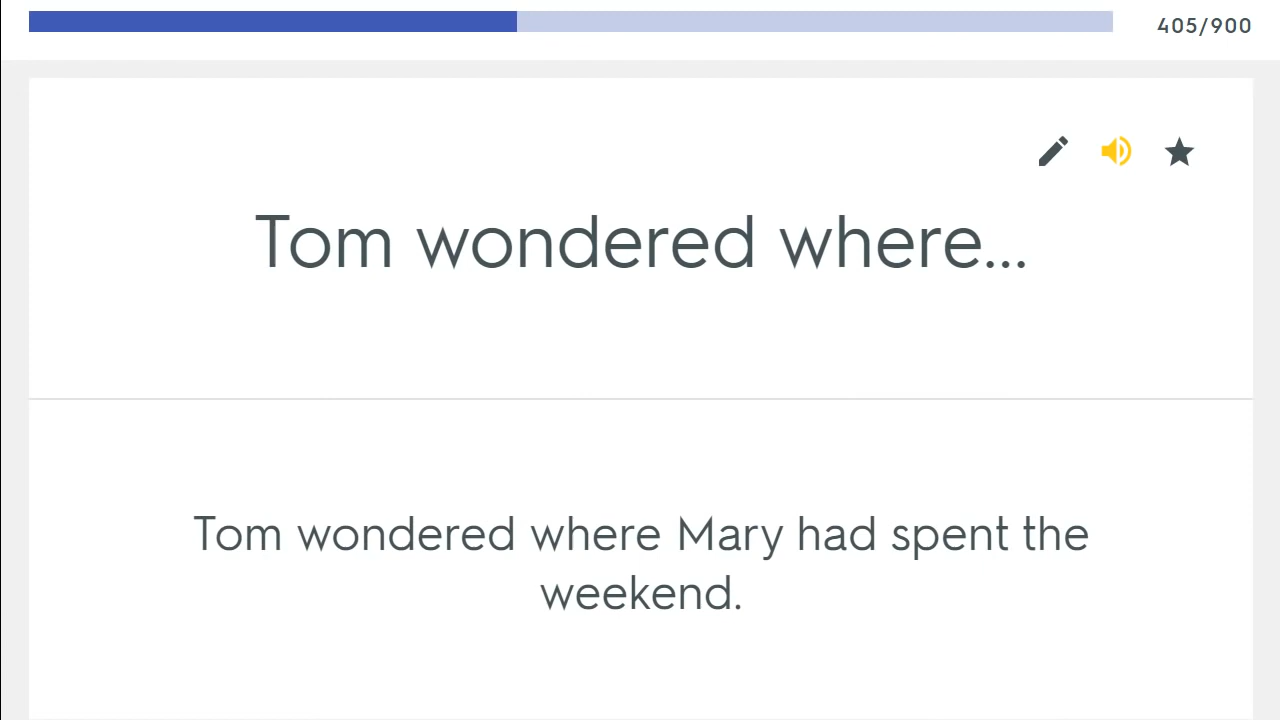 405/900
Tom wondered where...
Tom wondered where Mary had spent the
weekend.